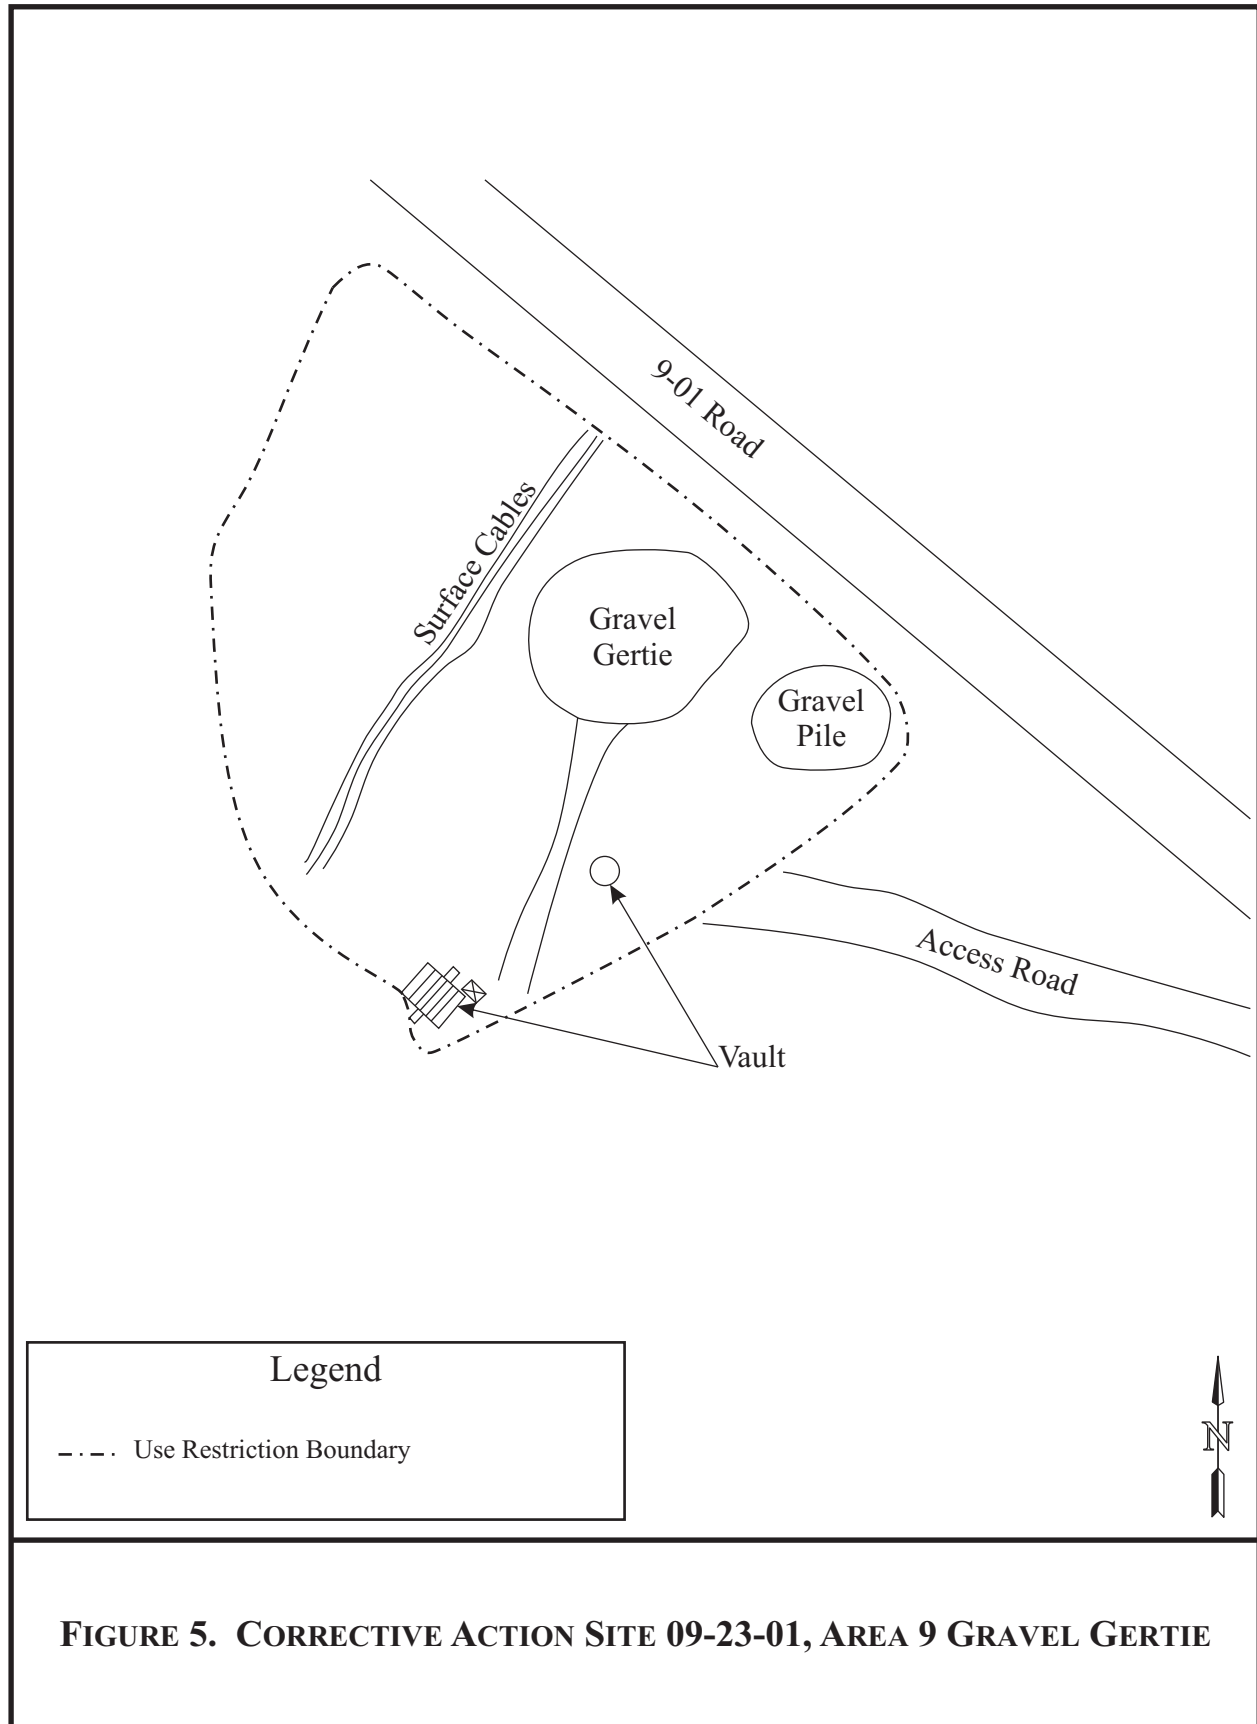 9-01 Road
Surface Cables
Gravel
Gertie
Gravel
Pile
Access Road
Vault
Legend
Use Restriction Boundary
N
FIGURE 5. CORRECTIVE ACTION SITE 09-23-01, AREA 9 GRAVEL GERTIE